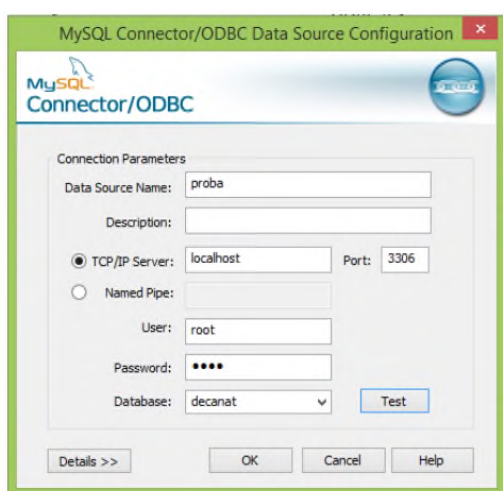 MySQL Connector/ODBC Data Source Configuration
MySQL
Connector/ODBC
Connection Parameters
Data Source Name: proba
Description:
TCP/IP Server: localhost Port: 3306
Named Pipe:
User: root
Password: ••••
Database: decanat Test
Details >> OK Cancel Help